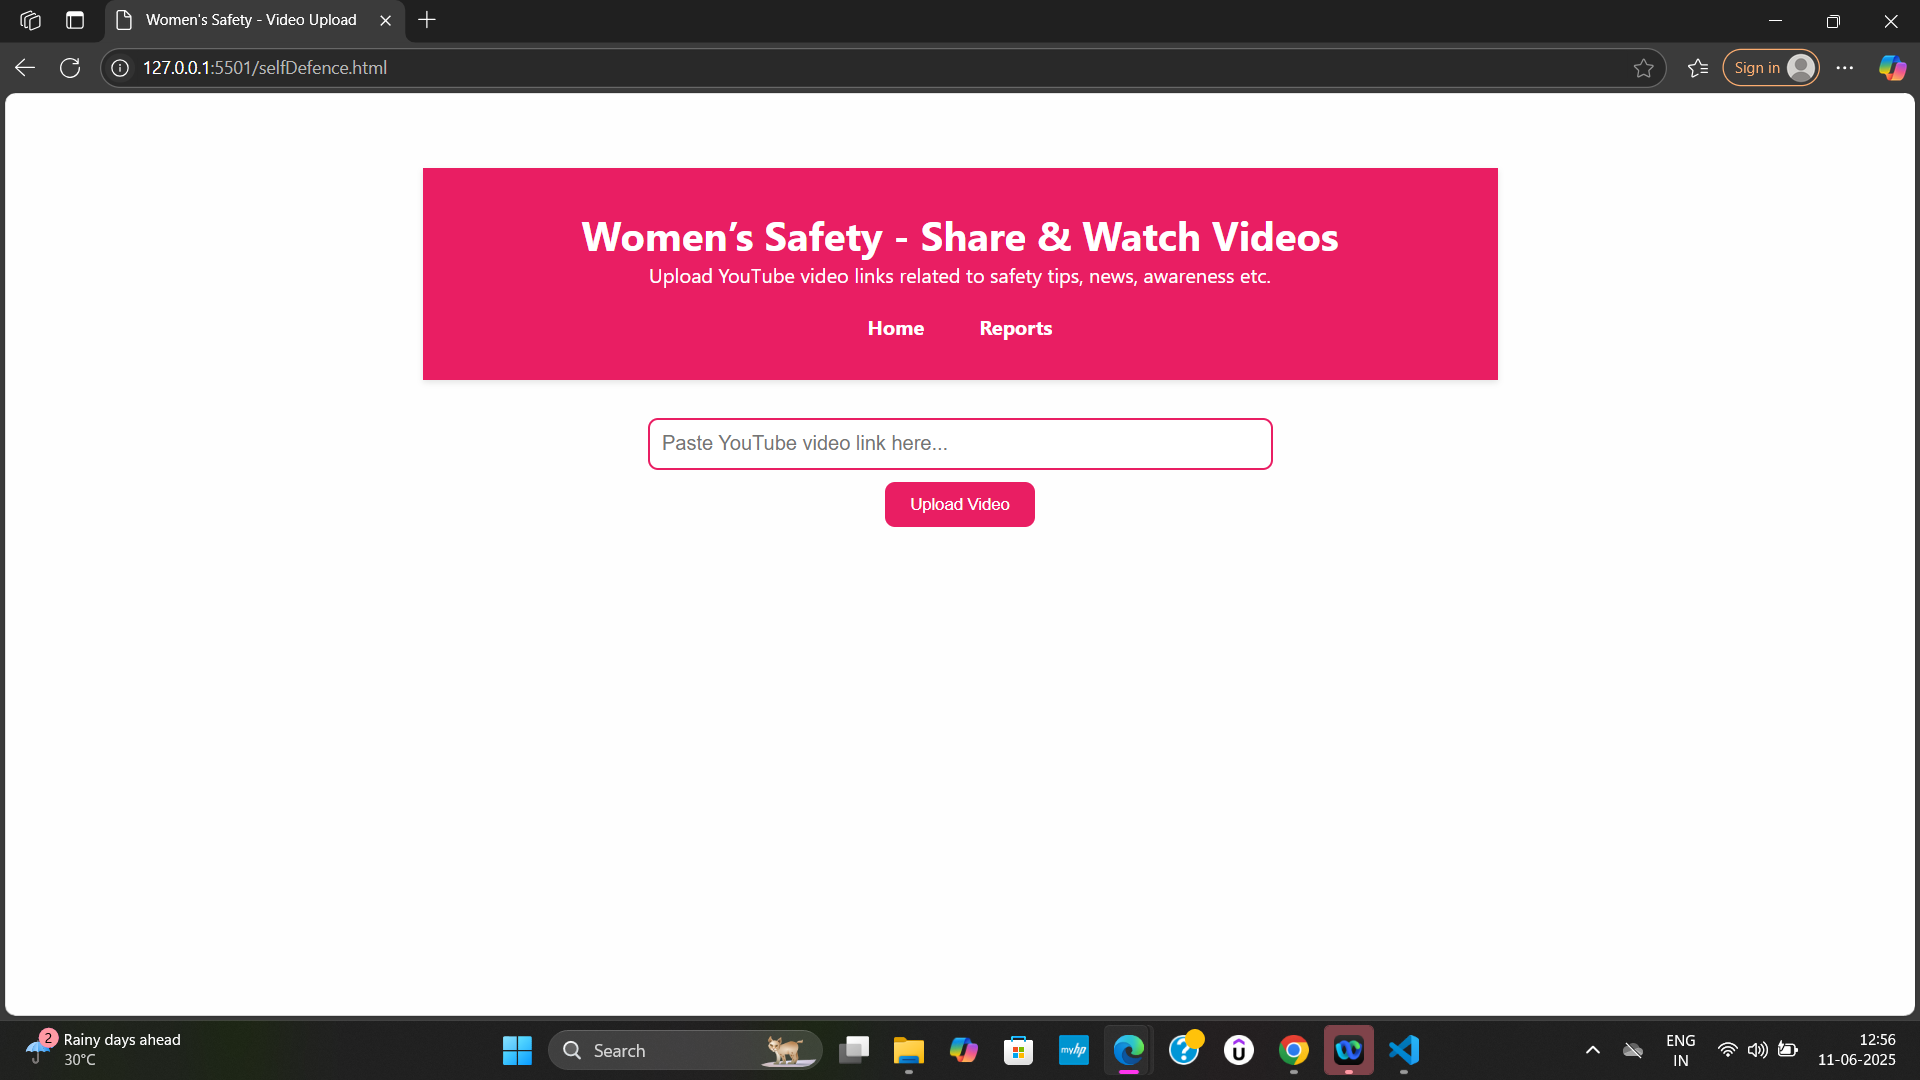 Women's Safety - Video Upload
127.0.0.1:5501/selfDefence.html
Sign in
Women’s Safety - Share & Watch Videos
Upload YouTube video links related to safety tips, news, awareness etc.
Home Reports
Paste YouTube video link here...
Upload Video
2
Rainy days ahead
30°C
Search
myhp
ENG
IN
12:56
11-06-2025